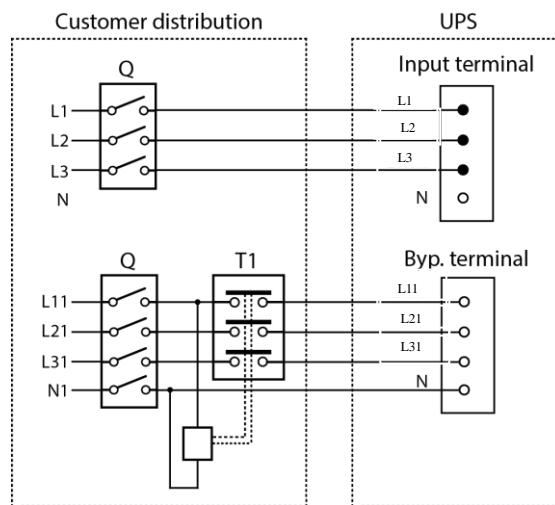 Customer distribution
UPS
Q
Input terminal
L1
L1
L2
L2
L3
L3
N
N
Q
T1
Byp. terminal
L11
L11
L21
L21
L31
L31
N1
N